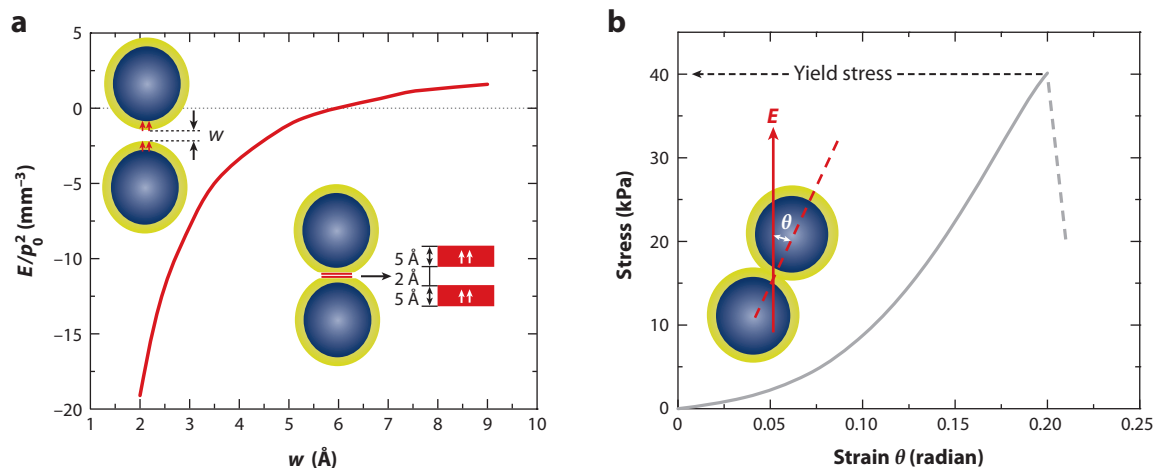 a
5
0
−5
−10
−15
−20
E/p₀² (mm⁻³)
1
2
3
4
5
6
7
8
9
10
w (Å)
w
5 Å
2 Å
5 Å
b
50
40
30
20
10
0
Stress (kPa)
Yield stress
E
θ
0
0.05
0.10
0.15
0.20
0.25
Strain θ (radian)